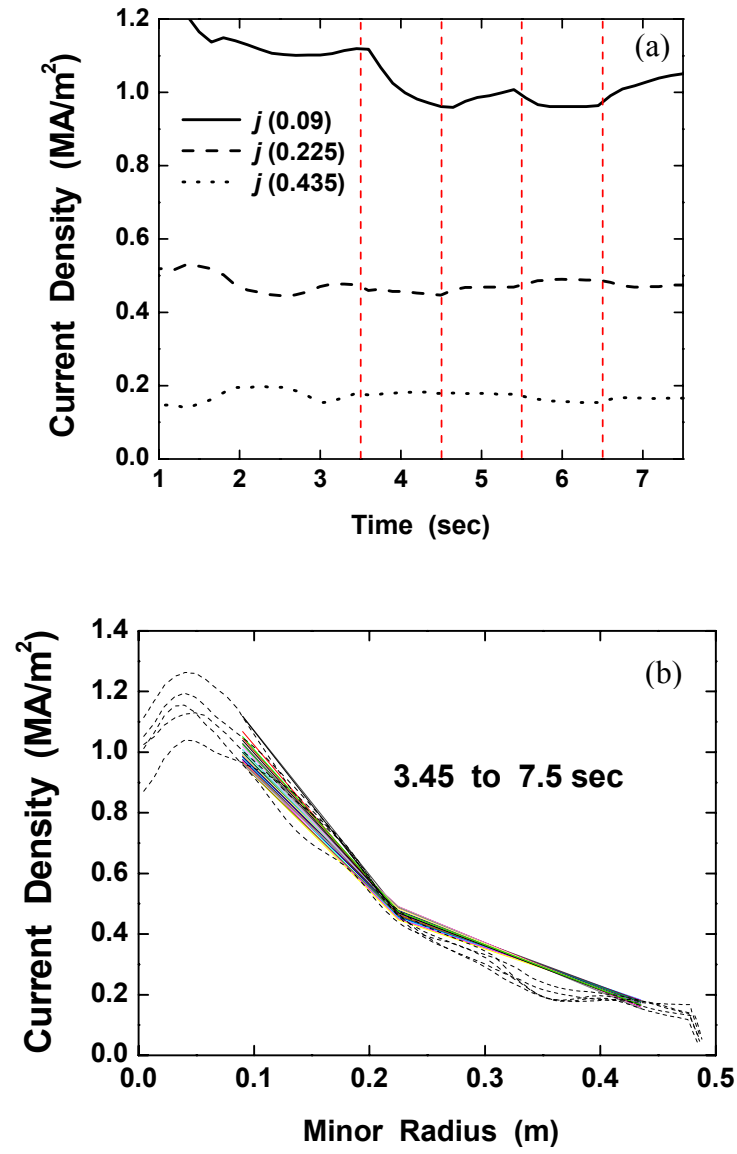 (a)
1.2
1.0
0.8
0.6
0.4
0.2
0.0
Current Density (MA/m²)
j (0.09)
j (0.225)
j (0.435)
1 2 3 4 5 6 7
Time (sec)
(b)
1.4
1.2
1.0
0.8
0.6
0.4
0.2
0.0
Current Density (MA/m²)
3.45 to 7.5 sec
0.0 0.1 0.2 0.3 0.4 0.5
Minor Radius (m)